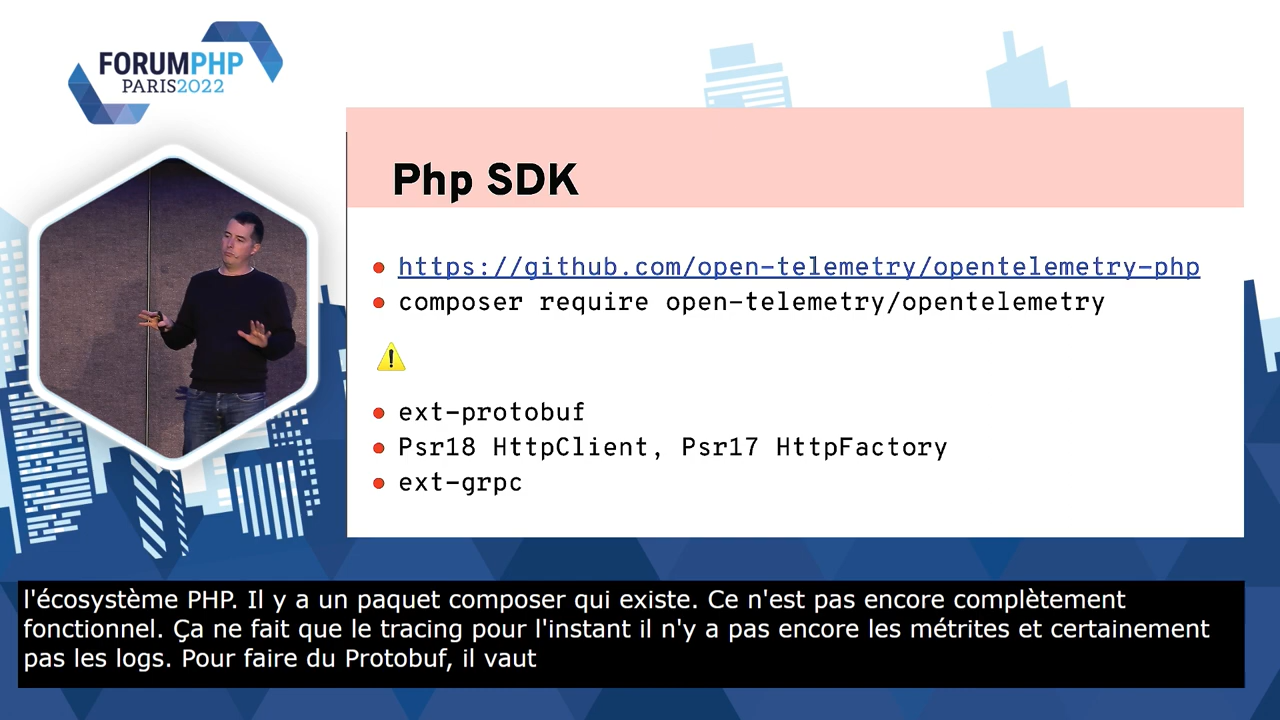 FORUMPHP
PARIS2022
Php SDK
https://github.com/open-telemetry/opentelemetry-php
composer require open-telemetry/opentelemetry
ext-protobuf
Psr18 HttpClient, Psr17 HttpFactory
ext-grpc
l'écosystème PHP. Il y a un paquet composer qui existe. Ce n'est pas encore complètement
fonctionnel. Ça ne fait que le tracing pour l'instant il n'y a pas encore les métrites et certainement
pas les logs. Pour faire du Protobuf, il vaut